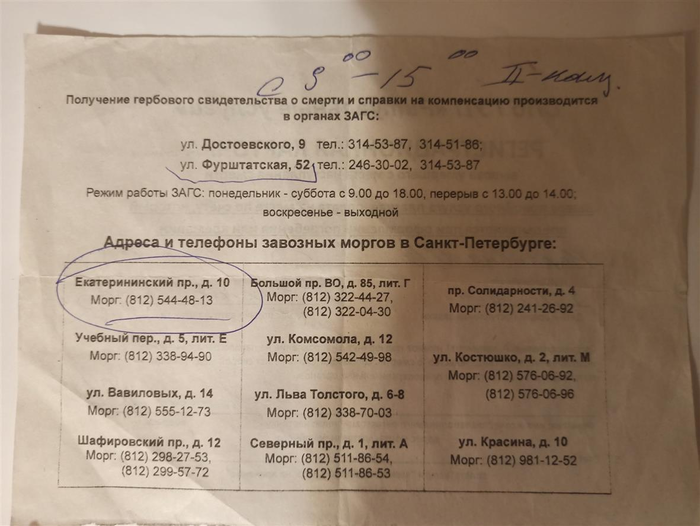 с 9 00 - 15 00 II-
Получение гербового свидетельства о смерти и справки на компенсацию производится
в органах ЗАГС:
ул. Достоевского, 9 тел.: 314-53-87, 314-51-86;
ул. Фурштатская, 52, тел.: 246-30-02, 314-53-87
Режим работы ЗАГС: понедельник - суббота с 9.00 до 18.00, перерыв с 13.00 до 14.00;
воскресенье - выходной
Адреса и телефоны завозных моргов в Санкт-Петербурге:
Екатерининский пр., д. 10
Морг: (812) 544-48-13
Большой пр. ВО, д. 85, лит. Г
Морг: (812) 322-44-27,
(812) 322-04-30
пр. Солидарности, д. 4
Морг: (812) 241-26-92
Учебный пер., д. 5, лит. Е
Морг: (812) 338-94-90
ул. Комсомола, д. 12
Морг: (812) 542-49-98
ул. Костюшко, д. 2, лит. М
Морг: (812) 576-06-92,
(812) 576-06-96
ул. Вавиловых, д. 14
Морг: (812) 555-12-73
ул. Льва Толстого, д. 6-8
Морг: (812) 338-70-03
Шафировский пр., д. 12
Морг: (812) 298-27-53,
(812) 299-57-72
Северный пр., д. 1, лит. А
Морг: (812) 511-86-54,
(812) 511-86-53
ул. Красина, д. 10
Морг: (812) 981-12-52